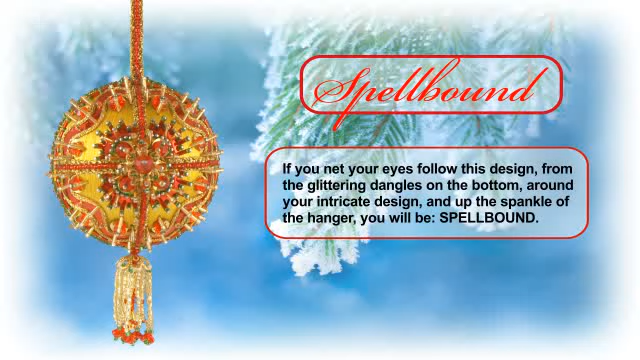 Spellbound
If you net your eyes follow this design, from
the glittering dangles on the bottom, around
your intricate design, and up the spankle of
the hanger, you will be: SPELLBOUND.